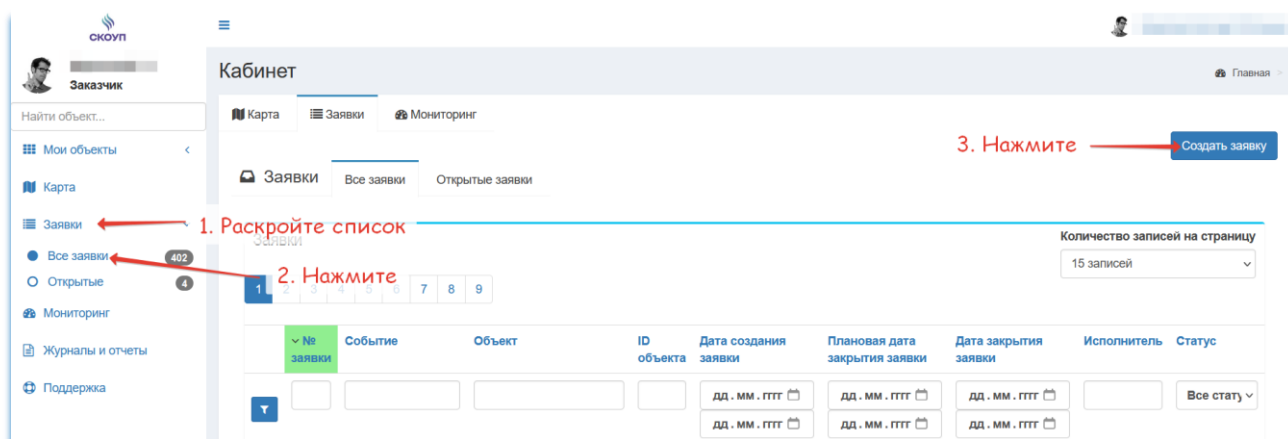 СКОУП
Заказчик
Найти объект...
Мои объекты
Карта
Заявки
Все заявки 402
Открытые 4
Мониторинг
Журналы и отчеты
Поддержка
Кабинет
Главная >
Карта Заявки Мониторинг
3. Нажмите
Создать заявку
Заявки Все заявки Открытые заявки
1. Раскройте список
Заявки
Количество записей на страницу
15 записей
2. Нажмите
1 2 3 4 5 6 7 8 9
№ заявки
Событие
Объект
ID объекта
Дата создания заявки
Плановая дата закрытия заявки
Дата закрытия заявки
Исполнитель
Статус
дд.мм.гггг дд.мм.гггг дд.мм.гггг Все стату
дд.мм.гггг дд.мм.гггг дд.мм.гггг